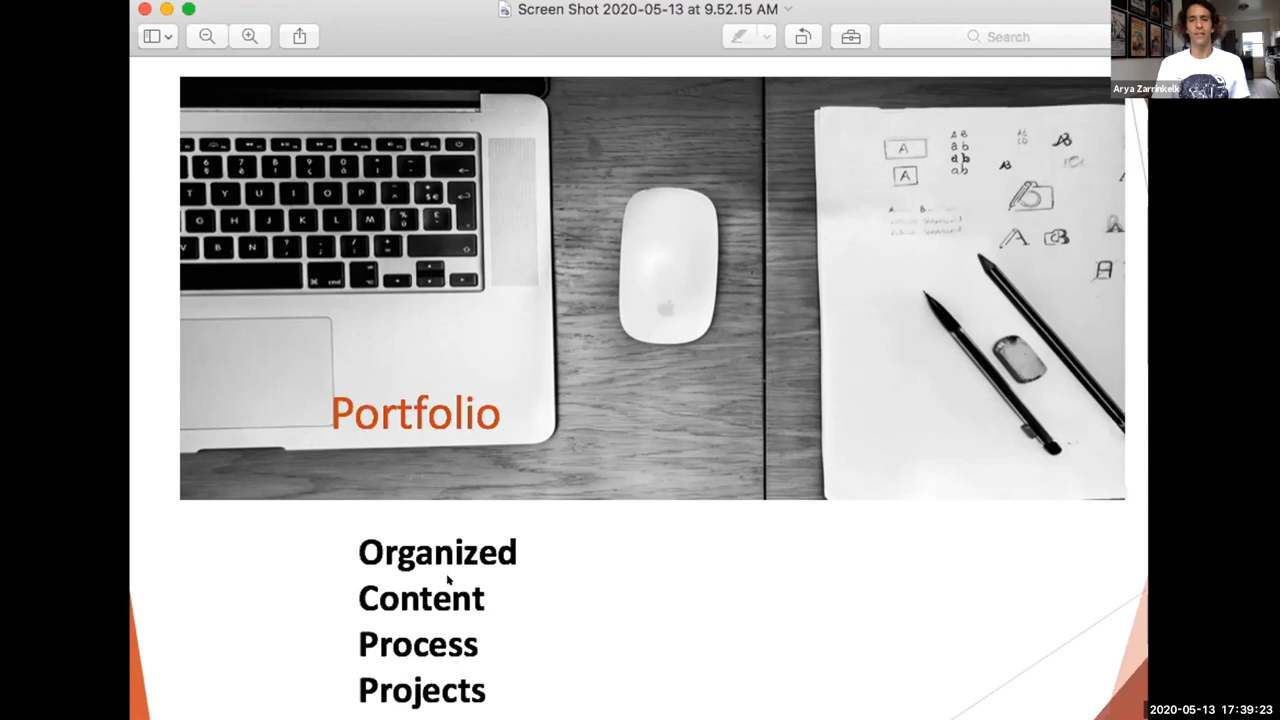 Screen Shot 2020-05-13 at 9.52.15 AM
Search
Arya Zarrinkelk
Portfolio
Organized
Content
Process
Projects
2020-05-13 17:39:23